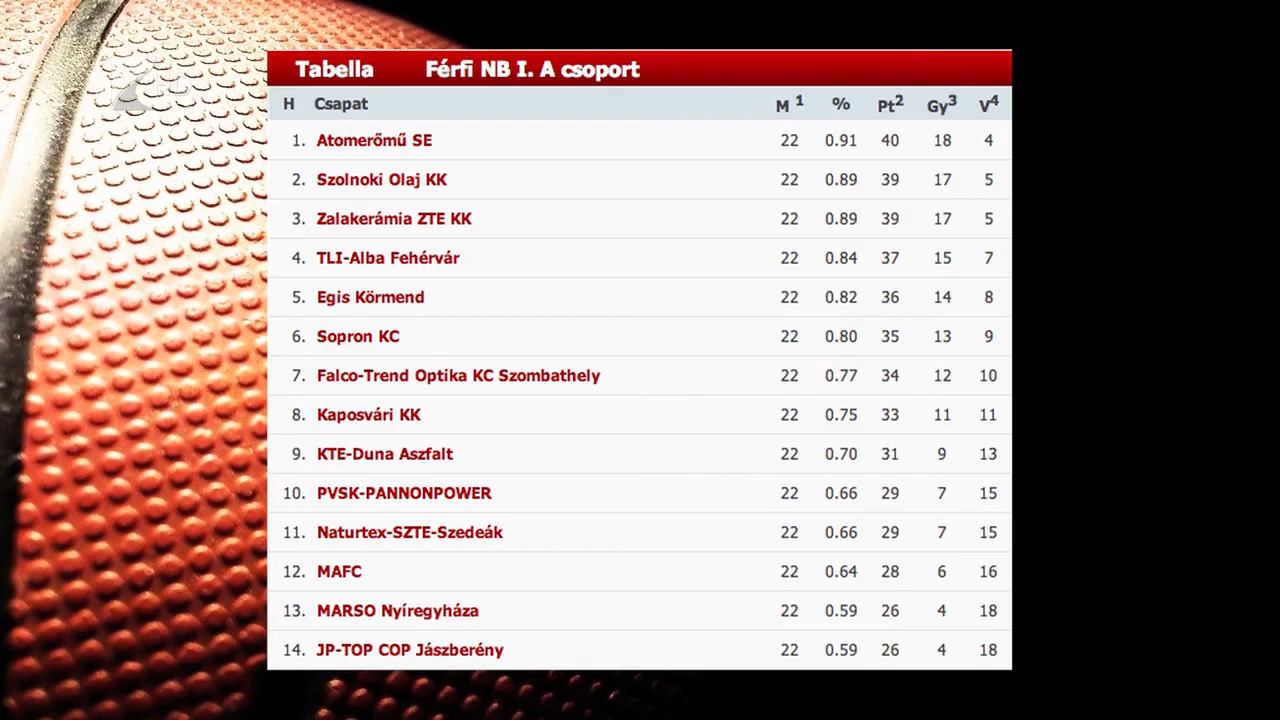 Tabella Férfi NB I. A csoport
H Csapat M 1 % Pt2 Gy3 V4
1. Atomerőmű SE 22 0.91 40 18 4
2. Szolnoki Olaj KK 22 0.89 39 17 5
3. Zalakerámia ZTE KK 22 0.89 39 17 5
4. TLI-Alba Fehérvár 22 0.84 37 15 7
5. Egis Körmend 22 0.82 36 14 8
6. Sopron KC 22 0.80 35 13 9
7. Falco-Trend Optika KC Szombathely 22 0.77 34 12 10
8. Kaposvári KK 22 0.75 33 11 11
9. KTE-Duna Aszfalt 22 0.70 31 9 13
10. PVSK-PANNONPOWER 22 0.66 29 7 15
11. Naturtex-SZTE-Szedeák 22 0.66 29 7 15
12. MAFC 22 0.64 28 6 16
13. MARSO Nyíregyháza 22 0.59 26 4 18
14. JP-TOP COP Jászberény 22 0.59 26 4 18